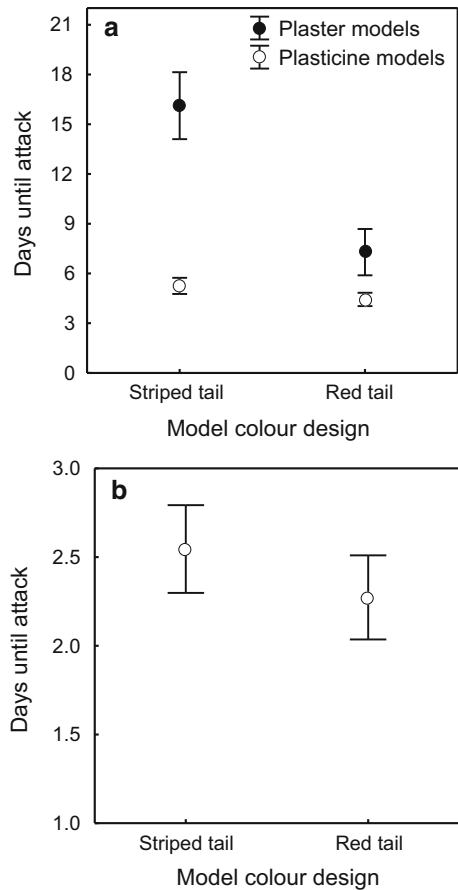 a
Plaster models
Plasticine models
21
18
15
12
9
6
3
0
Days until attack
Striped tail Red tail
Model colour design
b
3.0
2.5
2.0
1.5
1.0
Days until attack
Striped tail Red tail
Model colour design